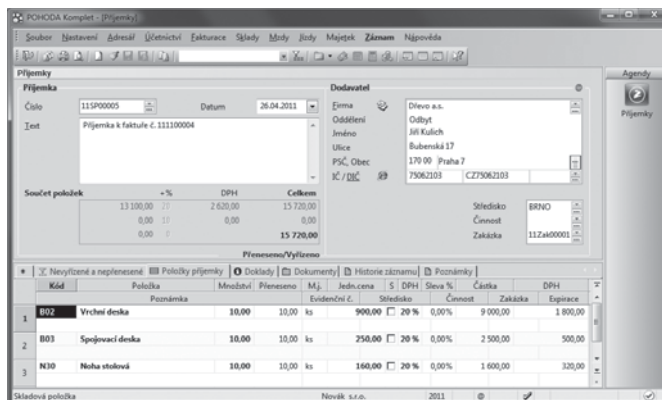 POHODA Komplet - [Příjemky]
Soubor Nastavení Adresář Účetnictví Fakturace Sklady Mzdy Jízdy Majetek Záznam Nápověda
Příjemky
Agendy
Příjemka
Dodavatel
Příjemky
Číslo 11SP00005 Datum 26.04.2011
Firma Dřevo a.s.
Oddělení Odbyt
Text Příjemka k faktuře č. 111100004
Jméno Jiří Kulich
Ulice Bubenská 17
PSČ, Obec 170 00 Praha 7
IČ / DIČ 75062103 CZ75062103
Součet položek +% DPH Celkem
13 100,00 20 2 620,00 15 720,00
Středisko BRNO
0,00 10 0,00 0,00
Činnost
0,00 0 15 720,00
Zakázka 11Zak00001
Přeneseno/Vyřízeno
Nevyřízené a nepřenesené Položky příjemky Doklady Dokumenty Historie záznamu Poznámky
Kód Položka Množství Přeneseno M.j. Jedn.cena S DPH Sleva % Částka DPH
Poznámka Evidenční č. Středisko Činnost Zakázka Expirace
1 B02 Vrchní deska 10,00 10,00 ks 900,00 20 % 0,00% 9 000,00 1 800,00
2 B03 Spojovací deska 10,00 10,00 ks 250,00 20 % 0,00% 2 500,00 500,00
3 N30 Noha stolová 10,00 10,00 ks 160,00 20 % 0,00% 1 600,00 320,00
Skladová položka Novák s.r.o. 2011 @